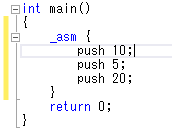 int main()
{
_asm {
push 10;
push 5;
push 20;
}
return 0;
}